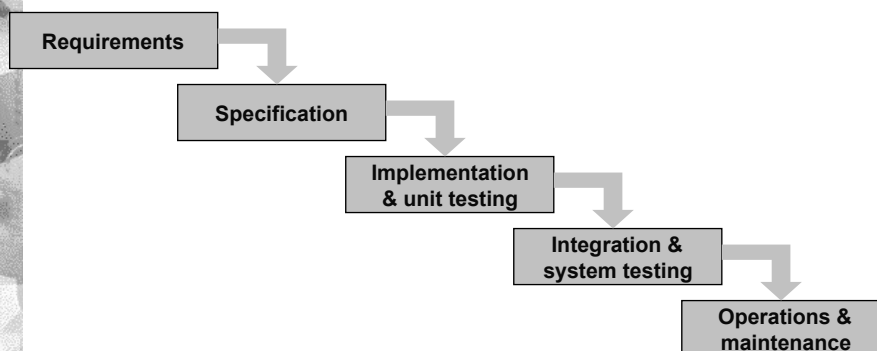 Requirements
Specification
Implementation
& unit testing
Integration &
system testing
Operations &
maintenance